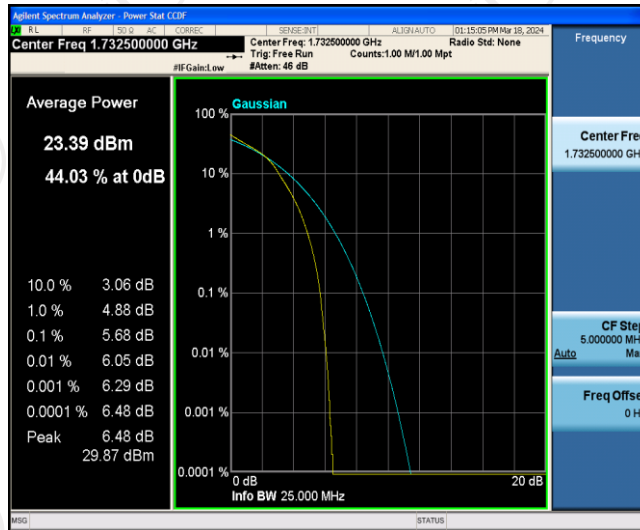 Agilent Spectrum Analyzer - Power Stat CCDF
RL RF 50 Ω AC CORREC SENSE:INT ALIGNAUTO 01:15:05 PM Mar 18, 2024
Center Freq 1.732500000 GHz
Center Freq: 1.732500000 GHz Radio Std: None
Trig: Free Run Counts:1.00 M/1.00 Mpt
#IFGain:Low #Atten: 46 dB
Frequency
Average Power
23.39 dBm
44.03 % at 0dB
10.0 % 3.06 dB
1.0 % 4.88 dB
0.1 % 5.68 dB
0.01 % 6.05 dB
0.001 % 6.29 dB
0.0001 % 6.48 dB
Peak 6.48 dB
29.87 dBm
Gaussian
100 %
10 %
1 %
0.1 %
0.01 %
0.001 %
0.0001 %
0 dB 20 dB
Info BW 25.000 MHz
Center Fre
1.732500000 GH
CF Step
5.000000 MH
Auto Ma
Freq Offse
0 H
MSG STATUS